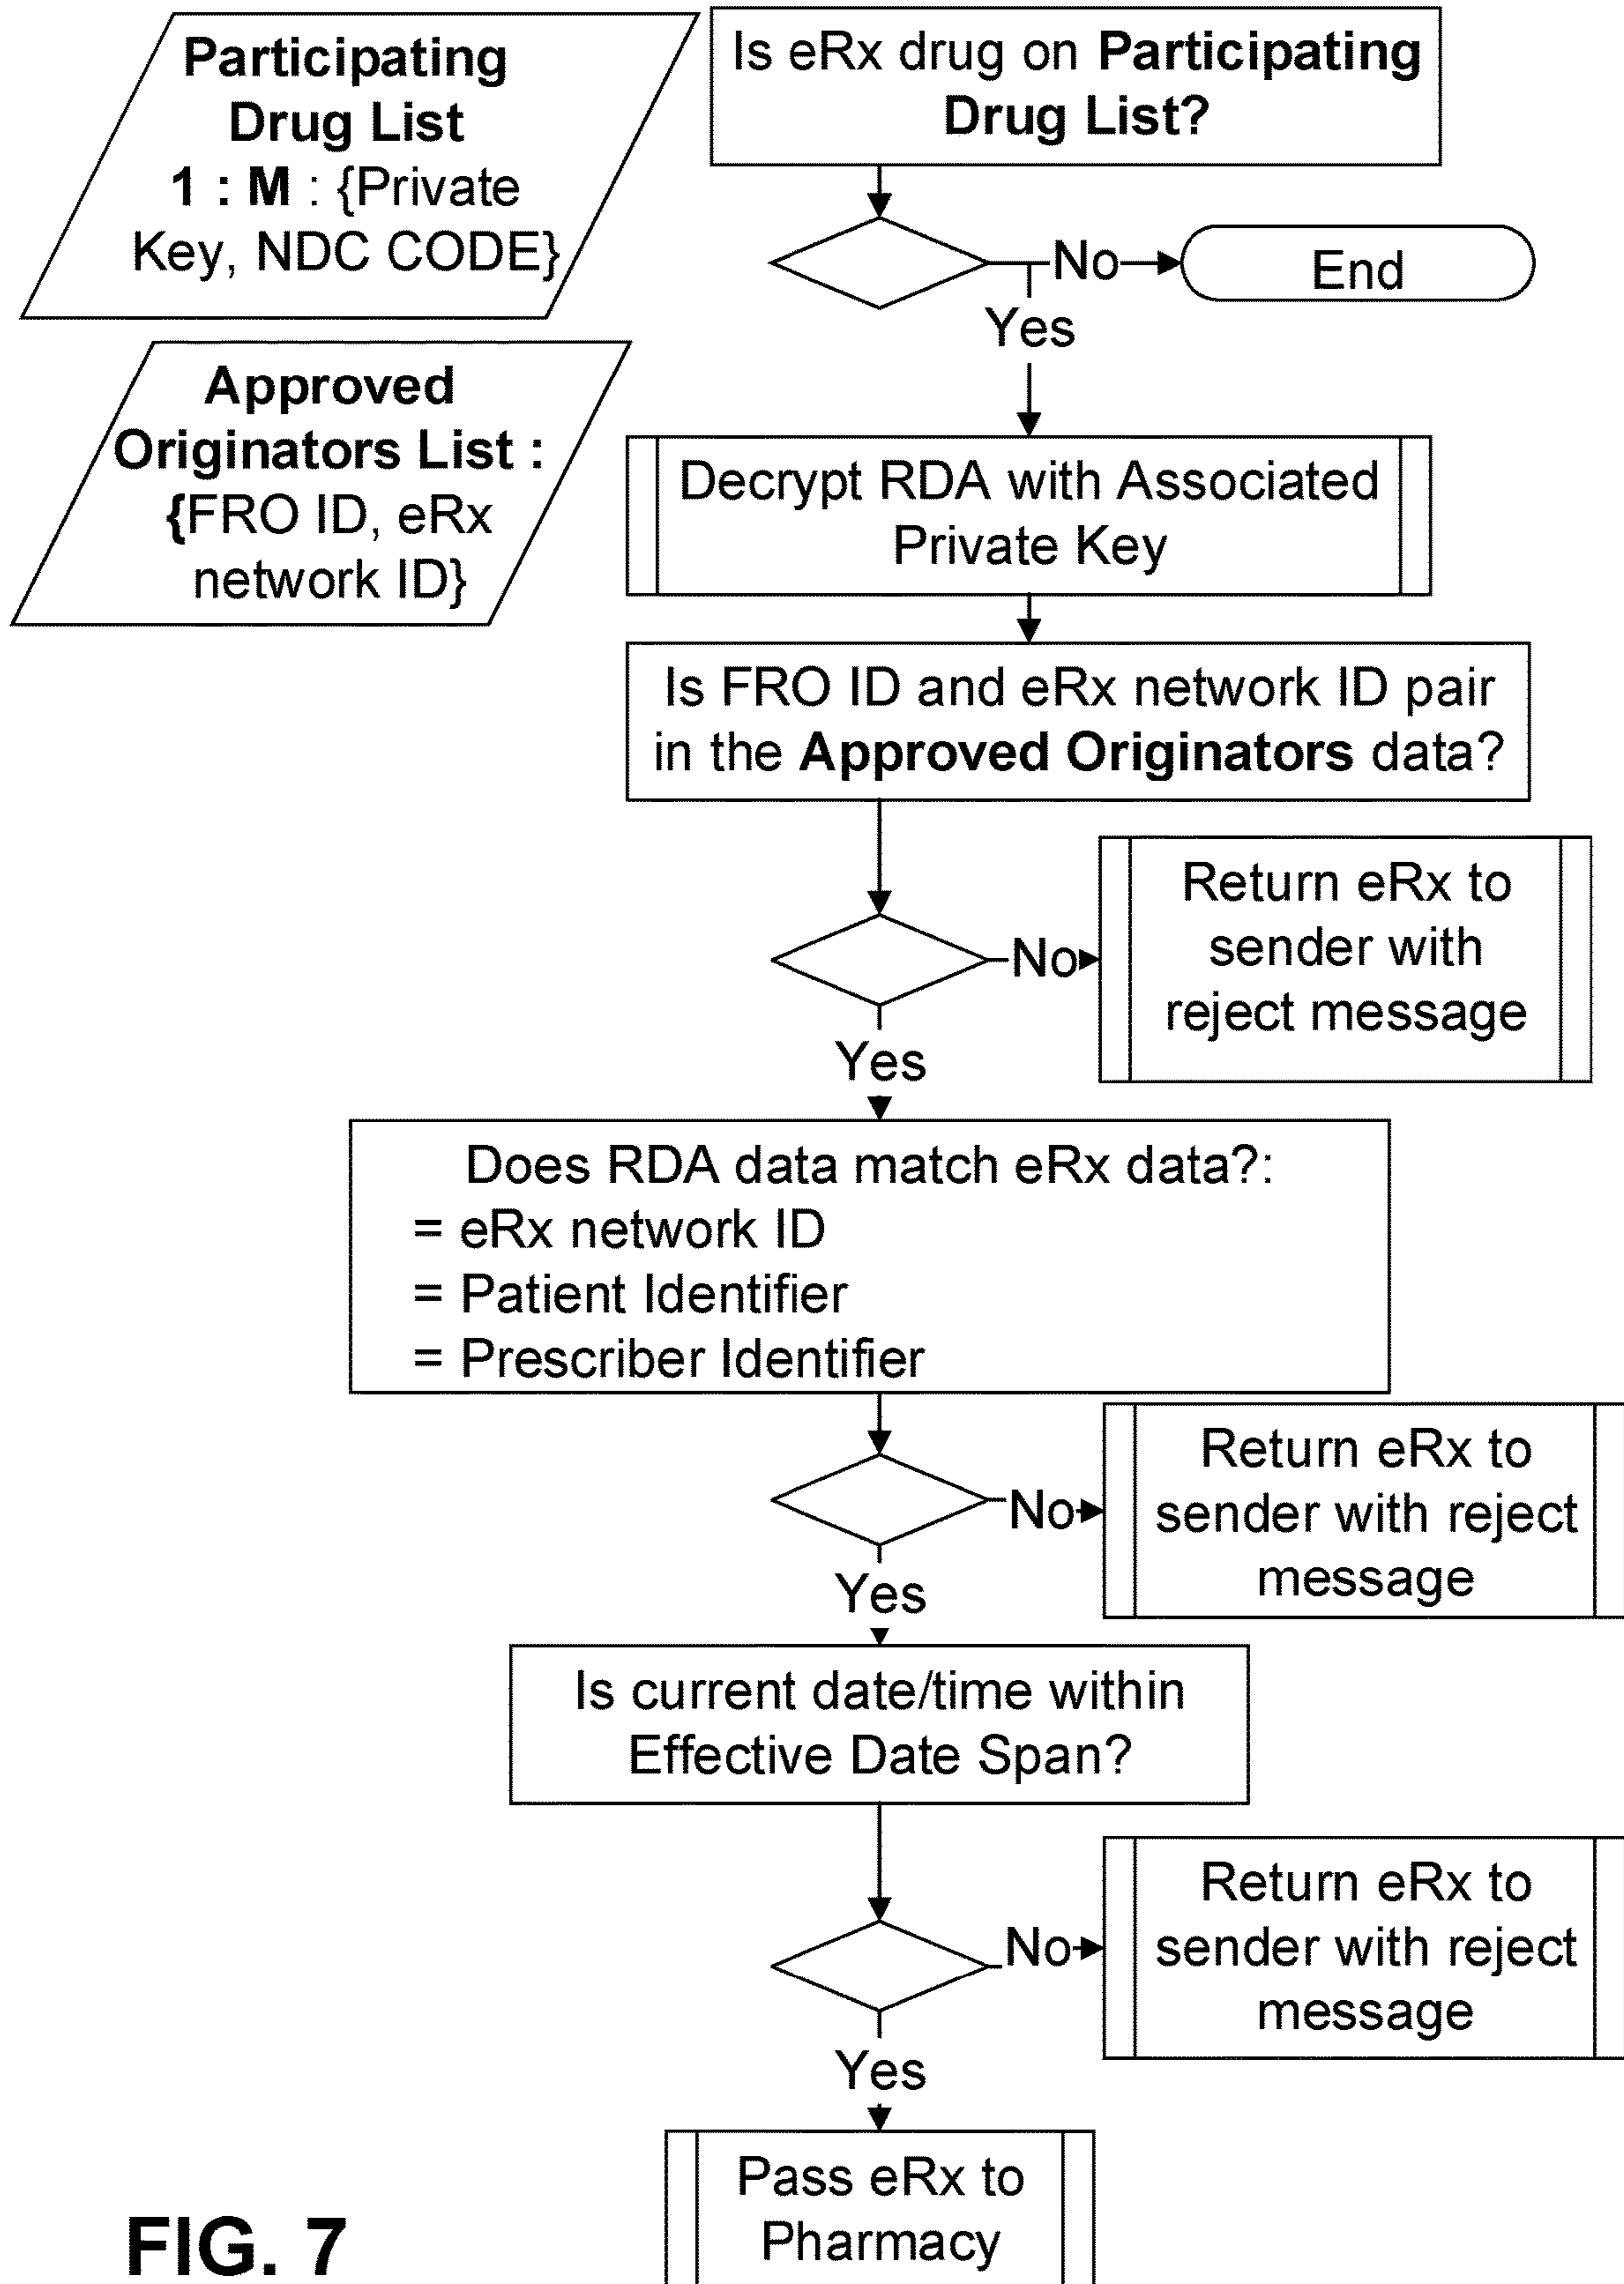 Participating
Drug List
1 : M : {Private
Key, NDC CODE}
Is eRx drug on Participating
Drug List?
No
End
Yes
Approved
Originators List :
{FRO ID, eRx
network ID}
Decrypt RDA with Associated
Private Key
Is FRO ID and eRx network ID pair
in the Approved Originators data?
No
Return eRx to
sender with
reject message
Yes
Does RDA data match eRx data?:
= eRx network ID
= Patient Identifier
= Prescriber Identifier
No
Return eRx to
sender with reject
message
Yes
Is current date/time within
Effective Date Span?
No
Return eRx to
sender with reject
message
Yes
Pass eRx to
Pharmacy
FIG. 7